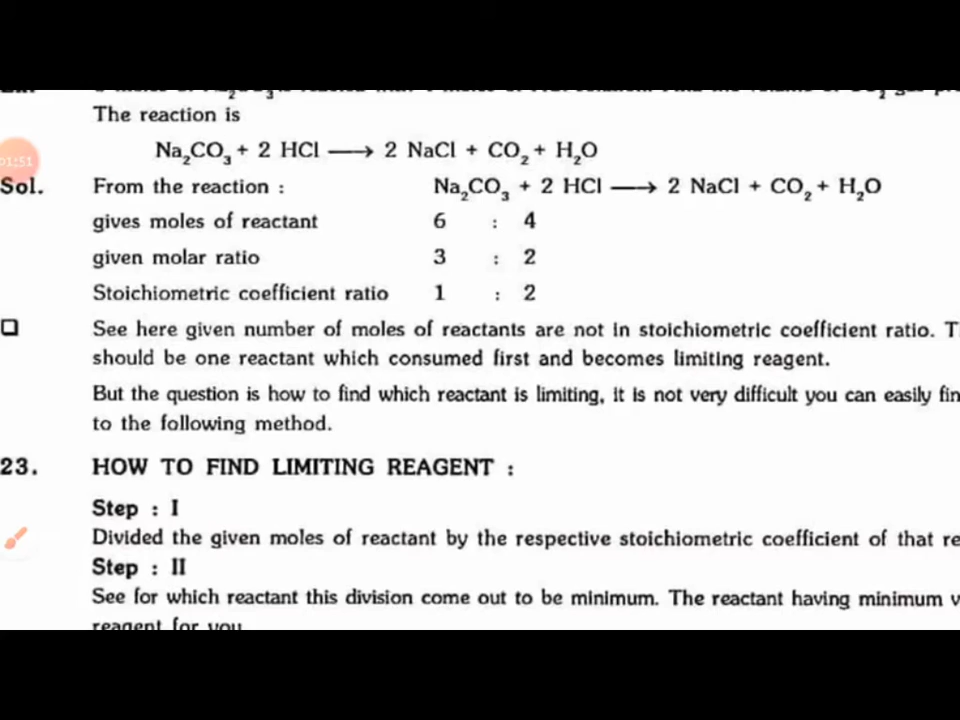 The reaction is
Na₂CO₃ + 2 HCl ⟶ 2 NaCl + CO₂ + H₂O
01:51
Sol. From the reaction : Na₂CO₃ + 2 HCl ⟶ 2 NaCl + CO₂ + H₂O
gives moles of reactant 6 : 4
given molar ratio 3 : 2
Stoichiometric coefficient ratio 1 : 2
❑ See here given number of moles of reactants are not in stoichiometric coefficient ratio.
should be one reactant which consumed first and becomes limiting reagent.
But the question is how to find which reactant is limiting, it is not very difficult you can easily
to the following method.
23. HOW TO FIND LIMITING REAGENT :
Step : I
Divided the given moles of reactant by the respective stoichiometric coefficient of that
Step : II
See for which reactant this division come out to be minimum. The reactant having minimum
reagent for you